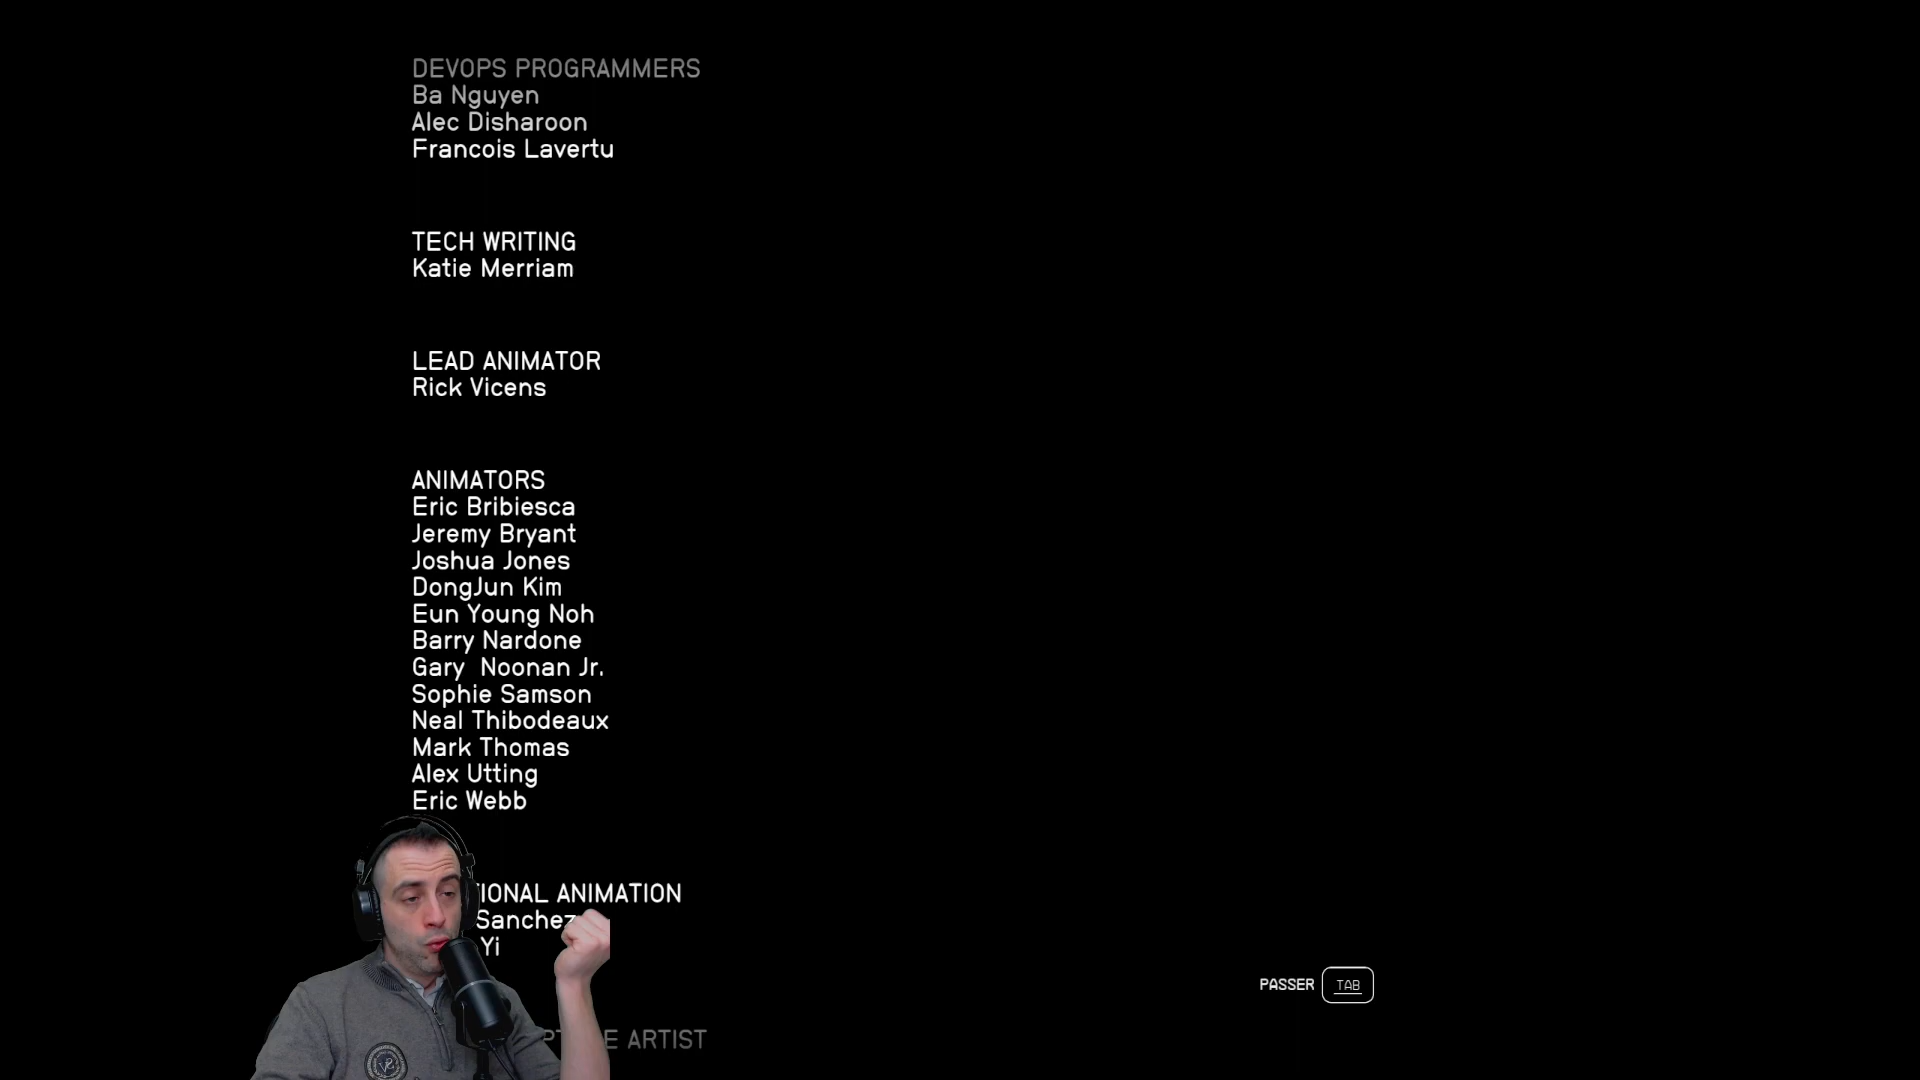 DEVOPS PROGRAMMERS
Ba Nguyen
Alec Disharoon
Francois Lavertu
TECH WRITING
Katie Merriam
LEAD ANIMATOR
Rick Vicens
ANIMATORS
Eric Bribiesca
Jeremy Bryant
Joshua Jones
DongJun Kim
Eun Young Noh
Barry Nardone
Gary  Noonan Jr.
Sophie Samson
Neal Thibodeaux
Mark Thomas
Alex Utting
Eric Webb
ANIMATION
Sanchez
Yi
PASSER TAB
ARTIST